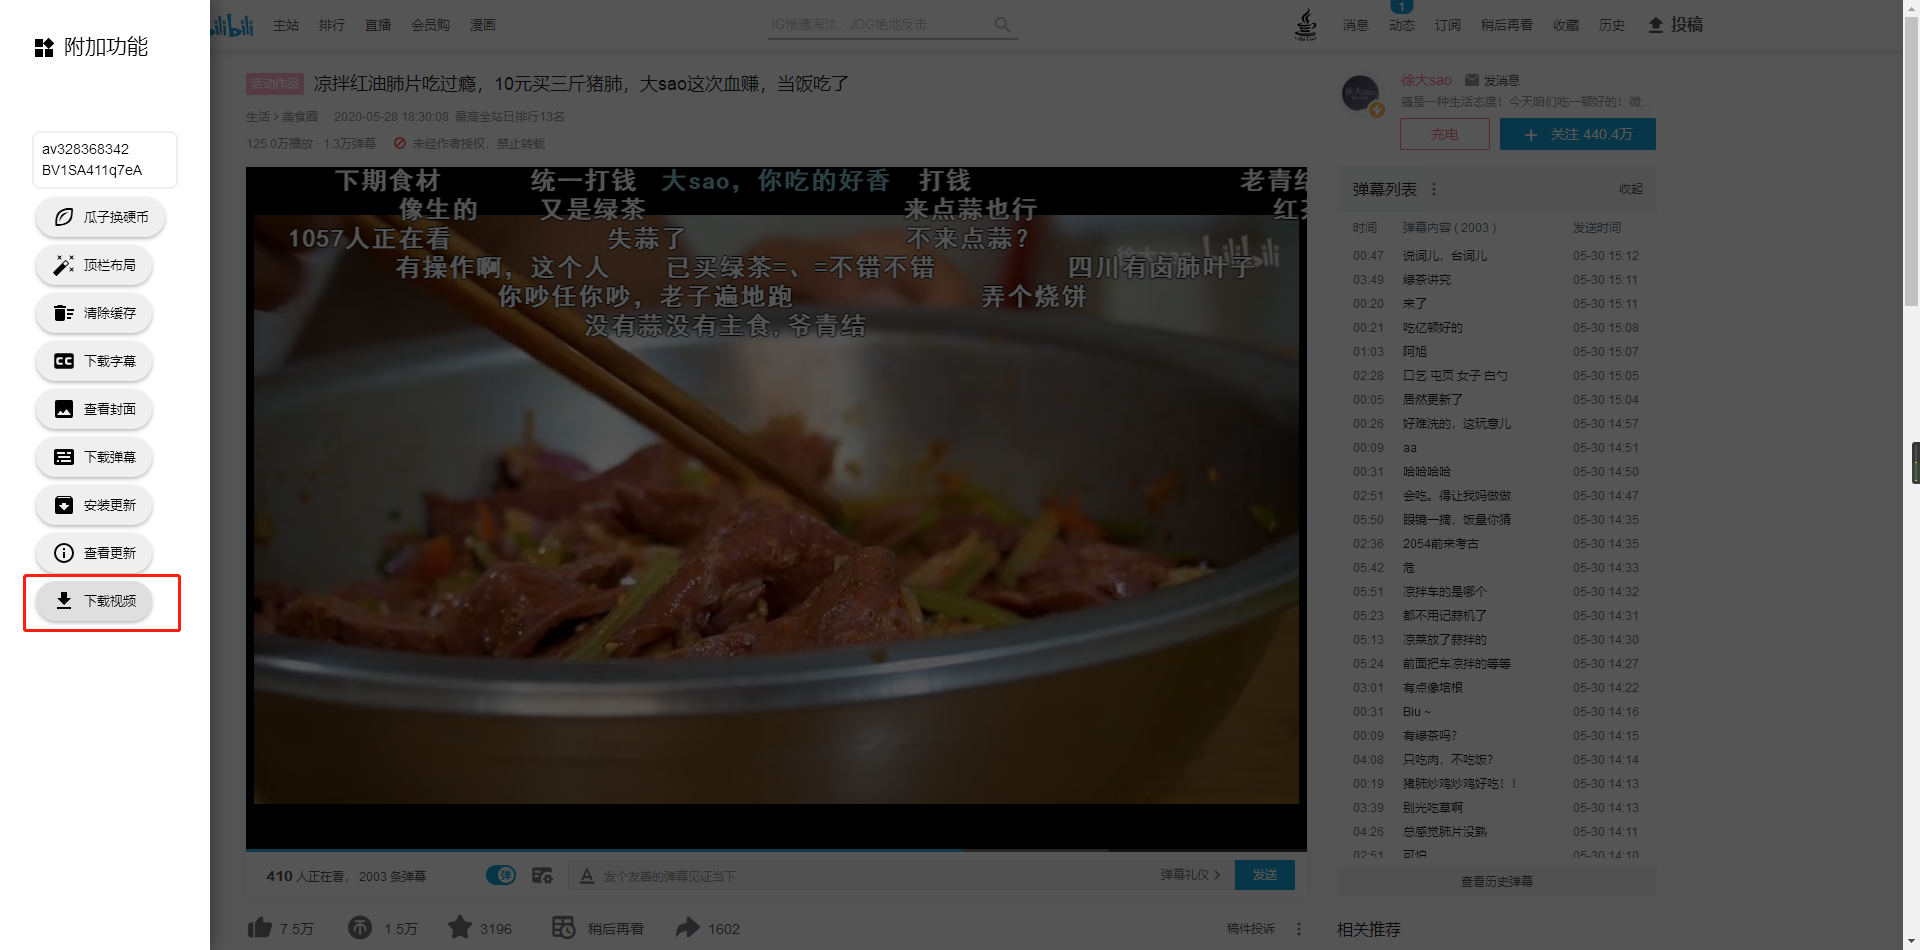 附加功能
av328368342
BV1SA411q7eA
瓜子换硬币
顶栏布局
清除缓存
下载字幕
查看封面
下载弹幕
安装更新
查看更新
下载视频
bilibili 主站 排行 直播 会员购 漫画
IG惨遭淘汰，JDG绝地反击
消息 动态 1 订阅 稍后再看 收藏 历史 投稿
活动作品 凉拌红油肺片吃过瘾，10元买三斤猪肺，大sao这次血赚，当饭吃了
生活 > 美食圈 2020-05-28 18:30:08 最高全站日排行13名
125.0万播放 · 1.3万弹幕 未经作者授权，禁止转载
徐大sao 发消息
骚是一种生活态度！今天咱们吃一顿好的！微...
充电 + 关注 440.4万
下期食材 统一打钱 大sao，你吃的好香 打钱 老青结
像生的 又是绿茶 来点蒜也行 红茶
1057人正在看 失蒜了 不来点蒜？
徐大sao bilibili
有操作啊，这个人 已买绿茶=、=不错不错 四川有卤肺叶子
你吵任你吵，老子遍地跑 弄个烧饼
没有蒜没有主食,爷青结
弹幕列表 收起
时间 弹幕内容 ( 2003 ) 发送时间
00:47 说词儿，台词儿 05-30 15:12
03:49 绿茶讲究 05-30 15:11
00:20 来了 05-30 15:11
00:21 吃亿顿好的 05-30 15:08
01:03 阿旭 05-30 15:07
02:28 口乞 屯页 女子 白勺 05-30 15:05
00:05 居然更新了 05-30 15:04
00:26 好难洗的，这玩意儿 05-30 14:57
00:09 aa 05-30 14:51
00:31 哈哈哈哈 05-30 14:50
02:51 会吃。得让我妈做做 05-30 14:47
05:50 眼镜一摘，饭量你猜 05-30 14:35
02:36 2054前来考古 05-30 14:35
05:42 危 05-30 14:33
05:51 凉拌车的是哪个 05-30 14:32
05:23 都不用记蒜机了 05-30 14:31
05:13 凉菜放了蒜拌的 05-30 14:30
05:24 前面把车凉拌的等等 05-30 14:27
03:01 有点像培根 05-30 14:22
00:31 Biu ~ 05-30 14:16
00:09 有绿茶吗？ 05-30 14:15
04:08 只吃肉，不吃饭？ 05-30 14:14
00:19 猪肺炒鸡炒鸡好吃！！ 05-30 14:13
03:39 别光吃草啊 05-30 14:13
04:26 总感觉肺片没熟 05-30 14:11
02:51 可怕 05-30 14:10
查看历史弹幕
410 人正在看， 2003 条弹幕 弹 发个友善的弹幕见证当下 弹幕礼仪 > 发送
7.5万 1.5万 3196 稍后再看 1602 稿件投诉
相关推荐